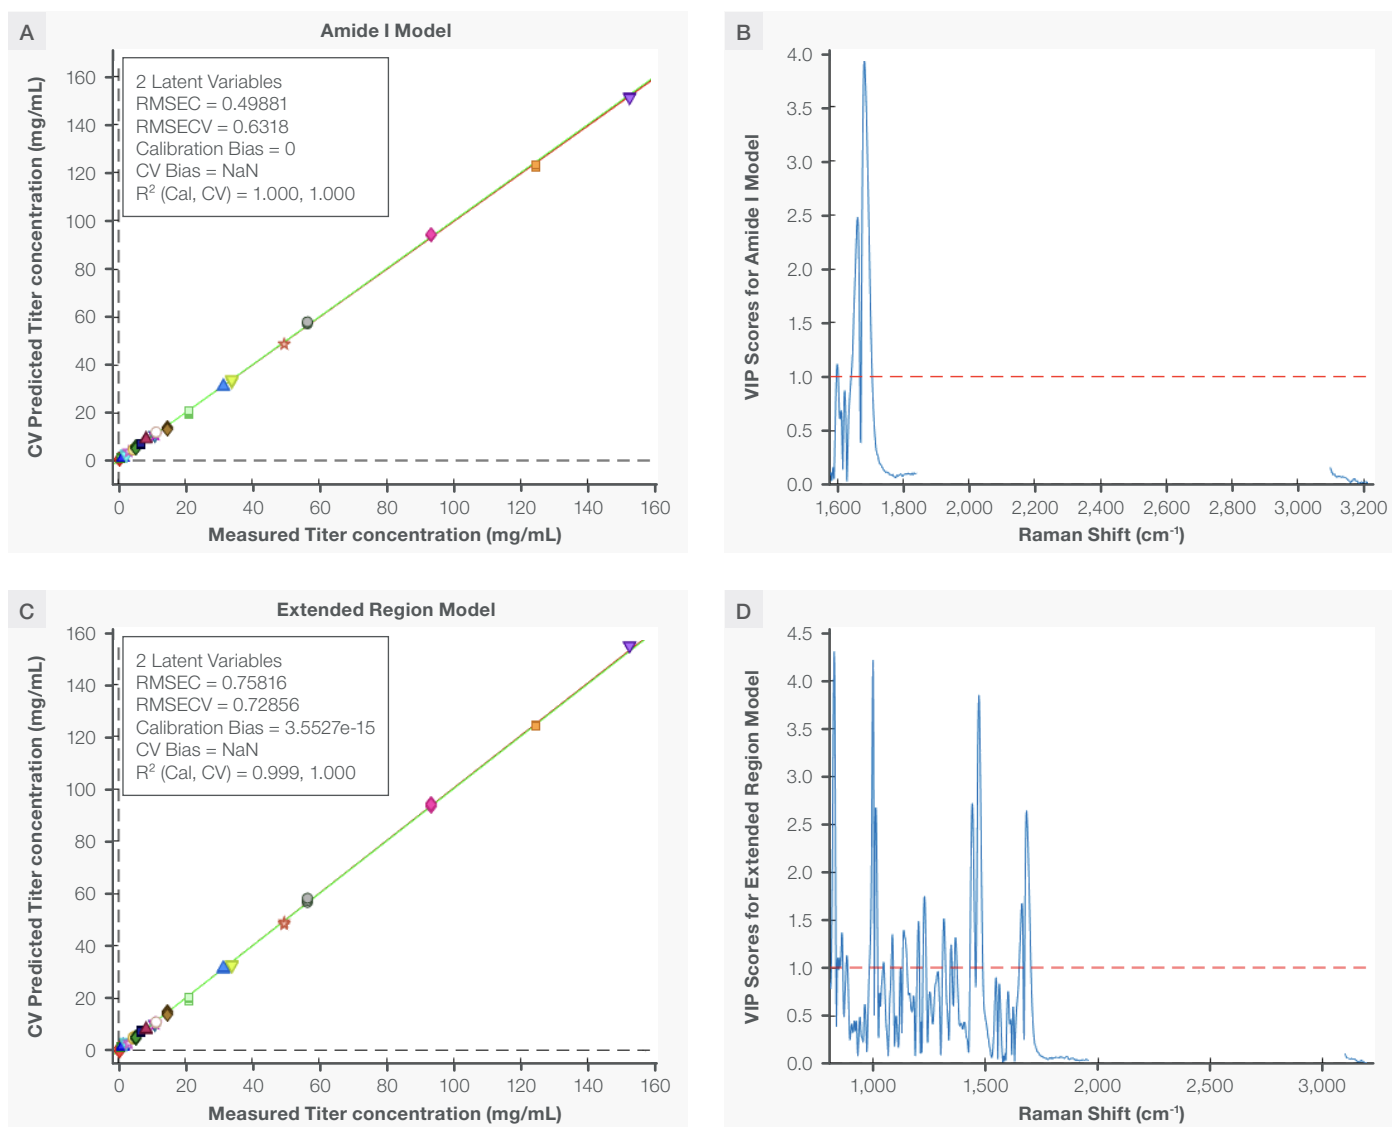 A
Amide I Model
CV Predicted Titer concentration (mg/mL)
160
140
120
100
80
60
40
20
0
2 Latent Variables
RMSEC = 0.49881
RMSECV = 0.6318
Calibration Bias = 0
CV Bias = NaN
R² (Cal, CV) = 1.000, 1.000
0 20 40 60 80 100 120 140 160
Measured Titer concentration (mg/mL)
B
VIP Scores for Amide I Model
4.0
3.5
3.0
2.5
2.0
1.5
1.0
0.5
0.0
1,600 1,800 2,000 2,200 2,400 2,600 2,800 3,000 3,200
Raman Shift (cm⁻¹)
C
Extended Region Model
CV Predicted Titer concentration (mg/mL)
160
140
120
100
80
60
40
20
0
2 Latent Variables
RMSEC = 0.75816
RMSECV = 0.72856
Calibration Bias = 3.5527e-15
CV Bias = NaN
R² (Cal, CV) = 0.999, 1.000
0 20 40 60 80 100 120 140 160
Measured Titer concentration (mg/mL)
D
VIP Scores for Extended Region Model
4.5
4.0
3.5
3.0
2.5
2.0
1.5
1.0
0.5
0.0
1,000 1,500 2,000 2,500 3,000
Raman Shift (cm⁻¹)